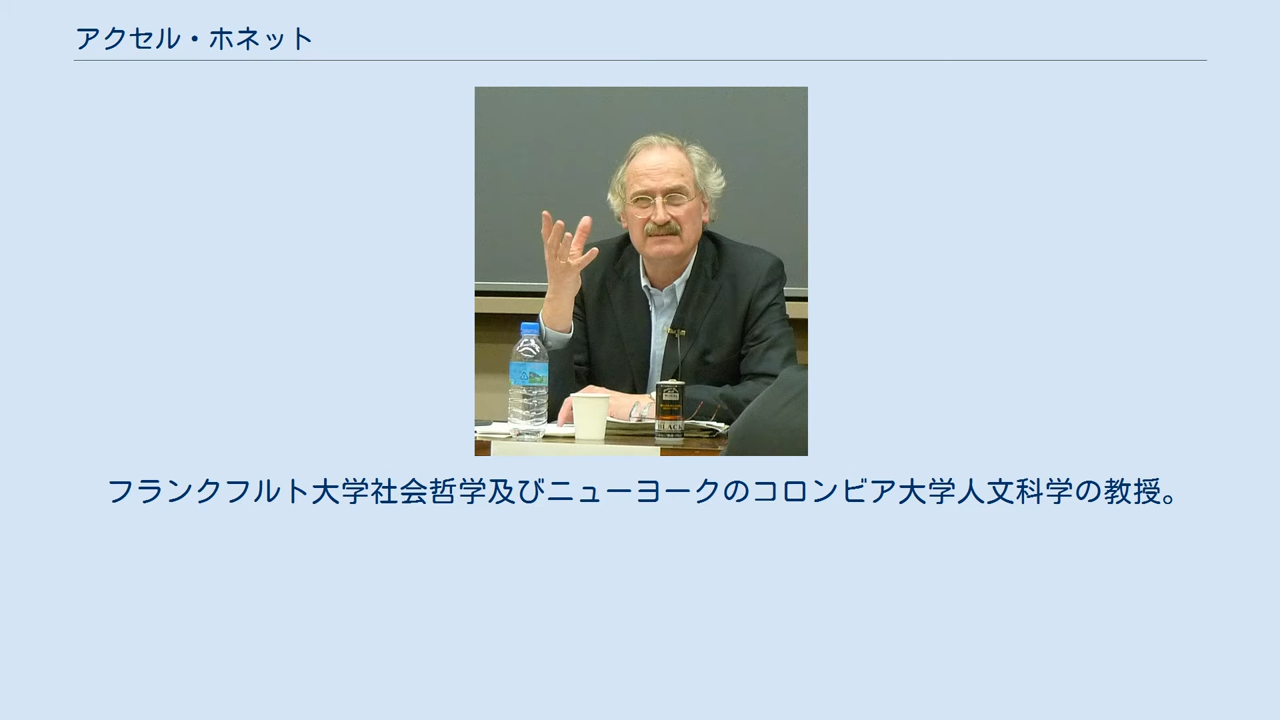 アクセル・ホネット
BLACK
フランクフルト大学社会哲学及びニューヨークのコロンビア大学人文科学の教授。